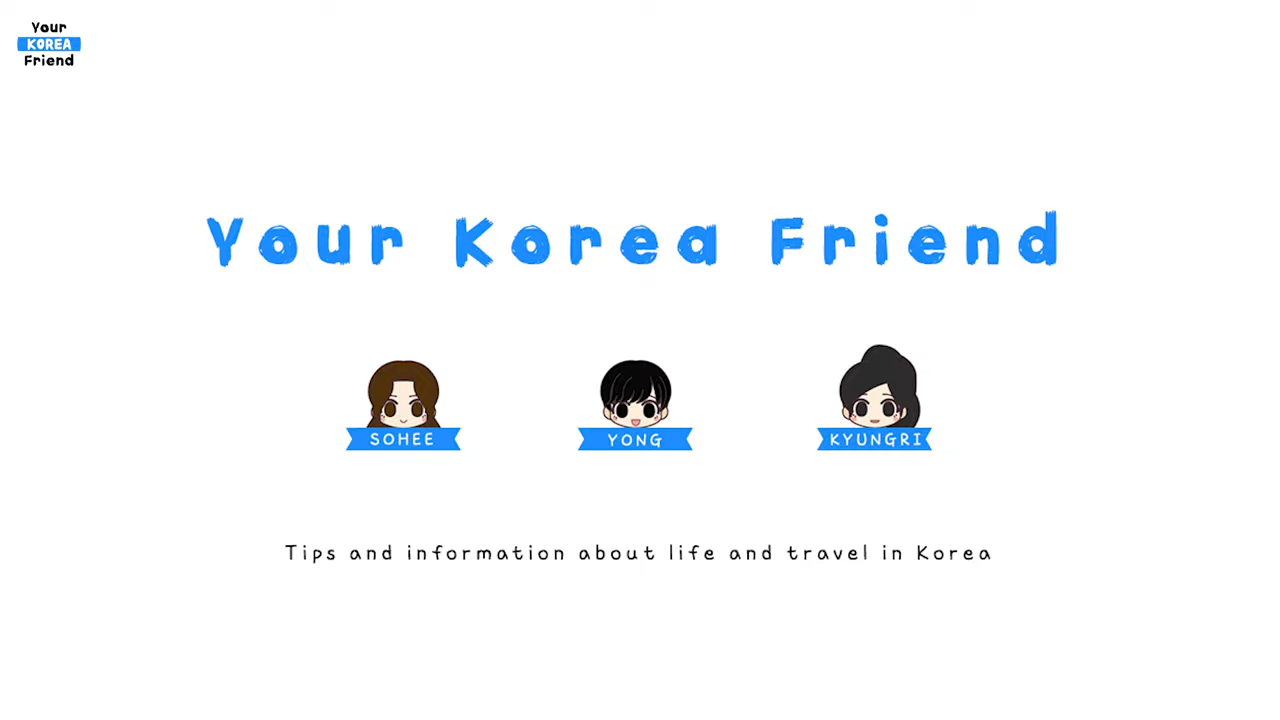 Your
KOREA
Friend
Your Korea Friend
SOHEE
YONG
KYUNGRI
Tips and information about life and travel in Korea